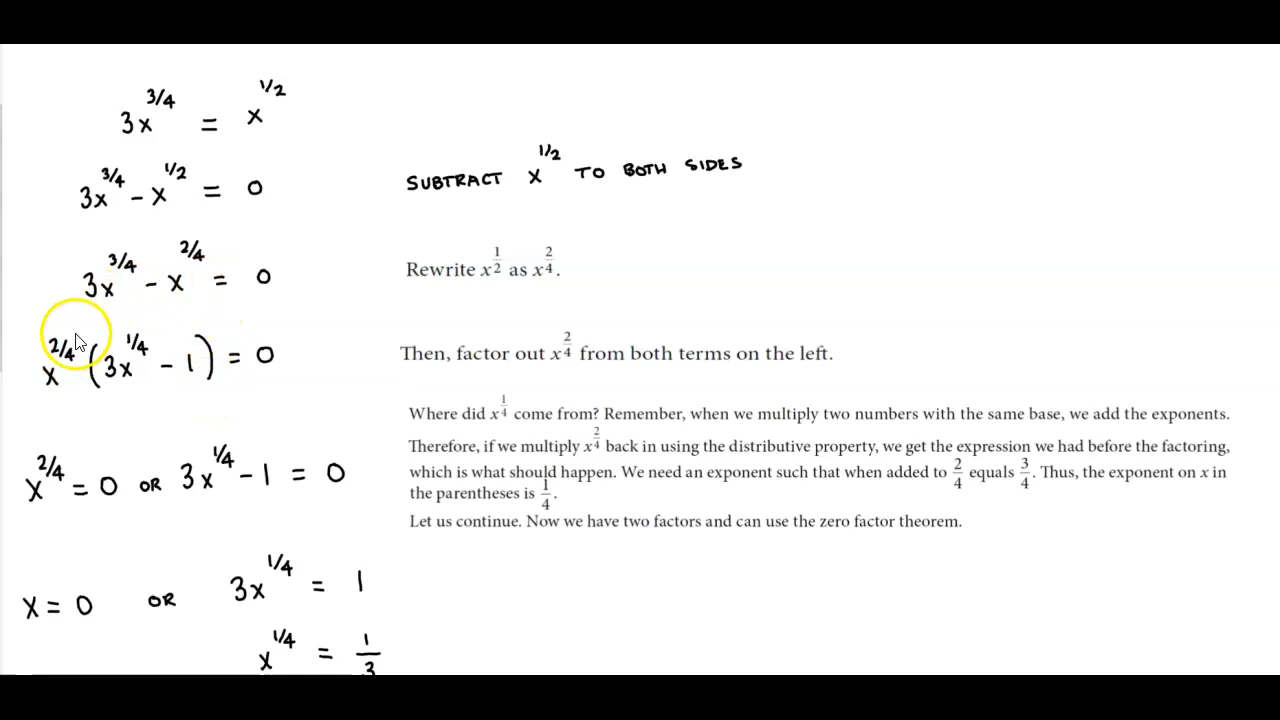 3x^{3/4} = x^{1/2}
3x^{3/4} - x^{1/2} = 0
SUBTRACT x^{1/2} TO BOTH SIDES
3x^{3/4} - x^{2/4} = 0
Rewrite x^{1/2} as x^{2/4}.
x^{2/4} (3x^{1/4} - 1) = 0
Then, factor out x^{2/4} from both terms on the left.
Where did x^{1/4} come from? Remember, when we multiply two numbers with the same base, we add the exponents.
Therefore, if we multiply x^{2/4} back in using the distributive property, we get the expression we had before the factoring,
which is what should happen. We need an exponent such that when added to 2/4 equals 3/4. Thus, the exponent on x in
the parentheses is 1/4.
Let us continue. Now we have two factors and can use the zero factor theorem.
x^{2/4} = 0 OR 3x^{1/4} - 1 = 0
x = 0 OR 3x^{1/4} = 1
x^{1/4} = 1/3